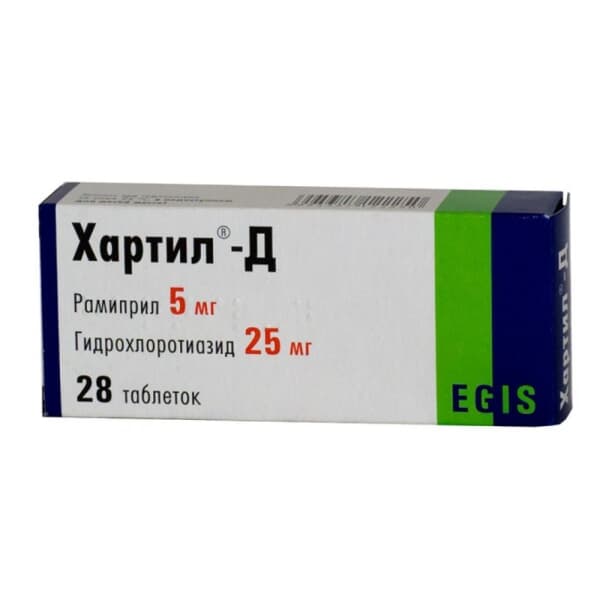 Хартил®-Д
Рамиприл 5 мг
Гидрохлоротиазид 25 мг
28 таблеток
EGIS
Хартил®-Д